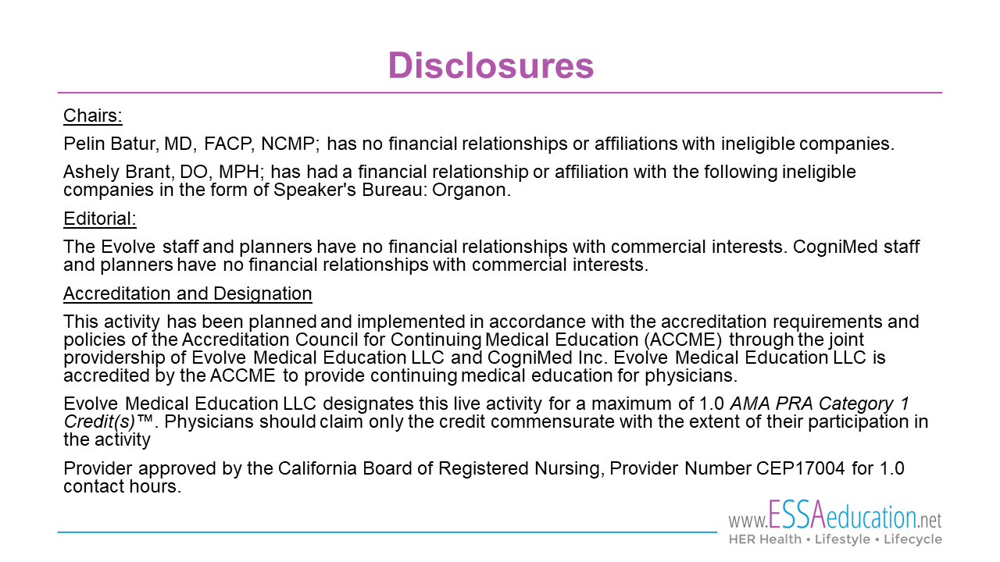 Disclosures
Chairs:
Pelin Batur, MD, FACP, NCMP; has no financial relationships or affiliations with ineligible companies.
Ashely Brant, DO, MPH; has had a financial relationship or affiliation with the following ineligible
companies in the form of Speaker's Bureau: Organon.
Editorial:
The Evolve staff and planners have no financial relationships with commercial interests. CogniMed staff
and planners have no financial relationships with commercial interests.
Accreditation and Designation
This activity has been planned and implemented in accordance with the accreditation requirements and
policies of the Accreditation Council for Continuing Medical Education (ACCME) through the joint
providership of Evolve Medical Education LLC and CogniMed Inc. Evolve Medical Education LLC is
accredited by the ACCME to provide continuing medical education for physicians.
Evolve Medical Education LLC designates this live activity for a maximum of 1.0 AMA PRA Category 1
Credit(s)™. Physicians should claim only the credit commensurate with the extent of their participation in
the activity
Provider approved by the California Board of Registered Nursing, Provider Number CEP17004 for 1.0
contact hours.
www.ESSAeducation.net
HER Health • Lifestyle • Lifecycle